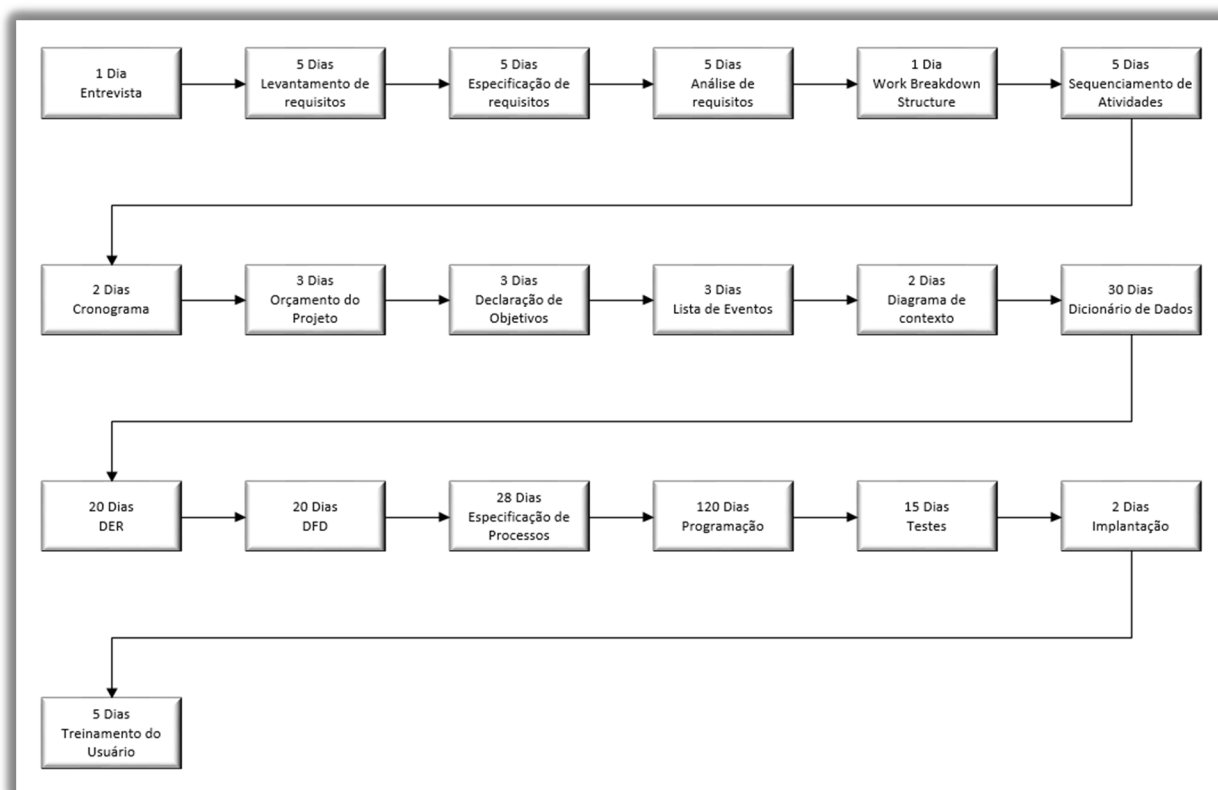 1 Dia
Entrevista
5 Dias
Levantamento de
requisitos
5 Dias
Especificação de
requisitos
5 Dias
Análise de
requisitos
1 Dia
Work Breakdown
Structure
5 Dias
Sequenciamento de
Atividades
2 Dias
Cronograma
3 Dias
Orçamento do
Projeto
3 Dias
Declaração de
Objetivos
3 Dias
Lista de Eventos
2 Dias
Diagrama de
contexto
30 Dias
Dicionário de Dados
20 Dias
DER
20 Dias
DFD
28 Dias
Especificação de
Processos
120 Dias
Programação
15 Dias
Testes
2 Dias
Implantação
5 Dias
Treinamento do
Usuário